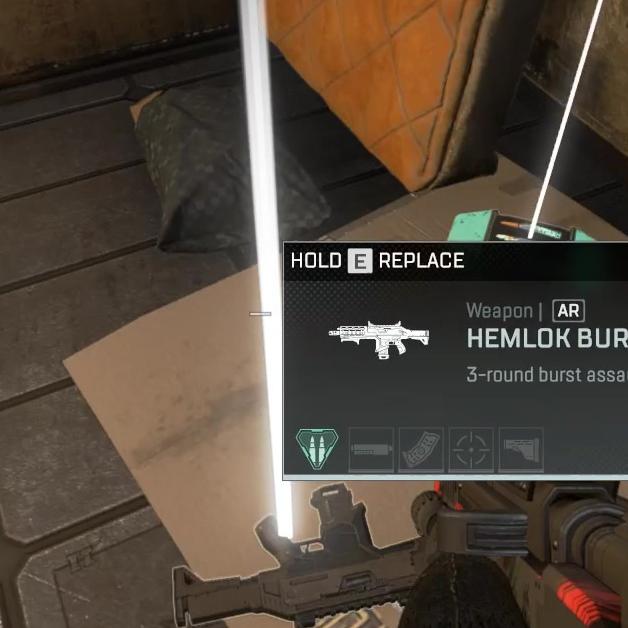 HOLD E REPLACE
Weapon | AR
HEMLOK BUR
3-round burst assa